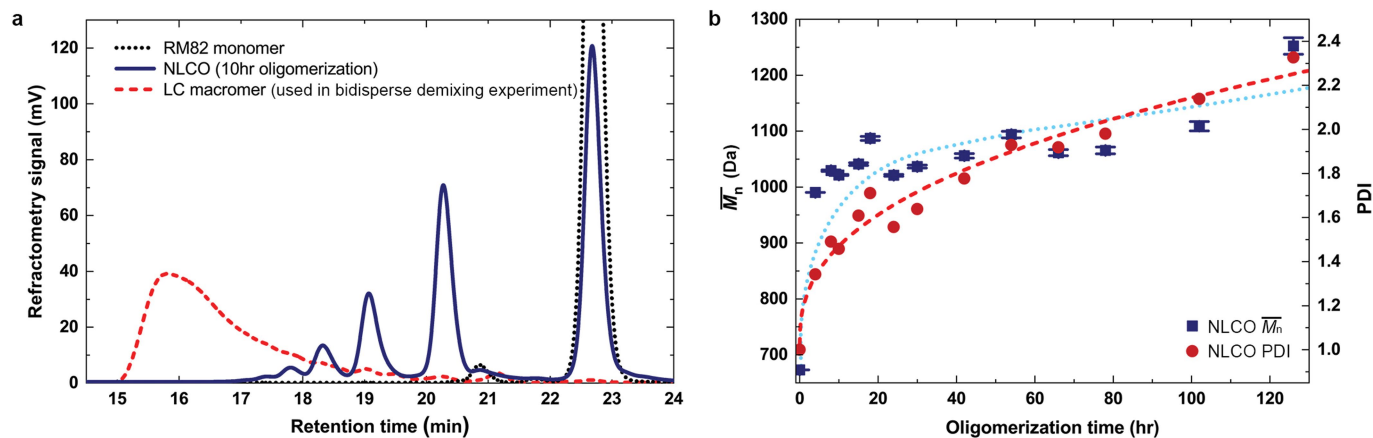 a
RM82 monomer
NLCO (10hr oligomerization)
LC macromer (used in bidisperse demixing experiment)
Refractometry signal (mV)
120
100
80
60
40
20
0
15 16 17 18 19 20 21 22 23 24
Retention time (min)
b
M̅n (Da)
1300
1200
1100
1000
900
800
700
NLCO M̅n
NLCO PDI
0 20 40 60 80 100 120
Oligomerization time (hr)
2.4
2.2
2.0
1.8
1.6
1.4
1.2
1.0
PDI